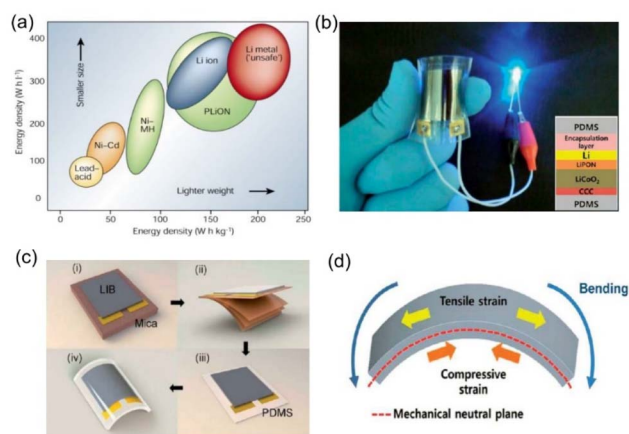 (a)
400
300
200
100
0
Energy density (W h l⁻¹)
Smaller size
Lead–
acid
Ni–Cd
Ni–
MH
Li ion
PLiON
Li metal
('unsafe')
Lighter weight
0
50
100
150
200
250
Energy density (W h kg⁻¹)
(b)
PDMS
Encapsulation
layer
Li
LiPON
LiCoO₂
CCC
PDMS
(c)
(i)
LIB
Mica
(ii)
(iv)
(iii)
PDMS
(d)
Bending
Tensile strain
Compressive
strain
Mechanical neutral plane